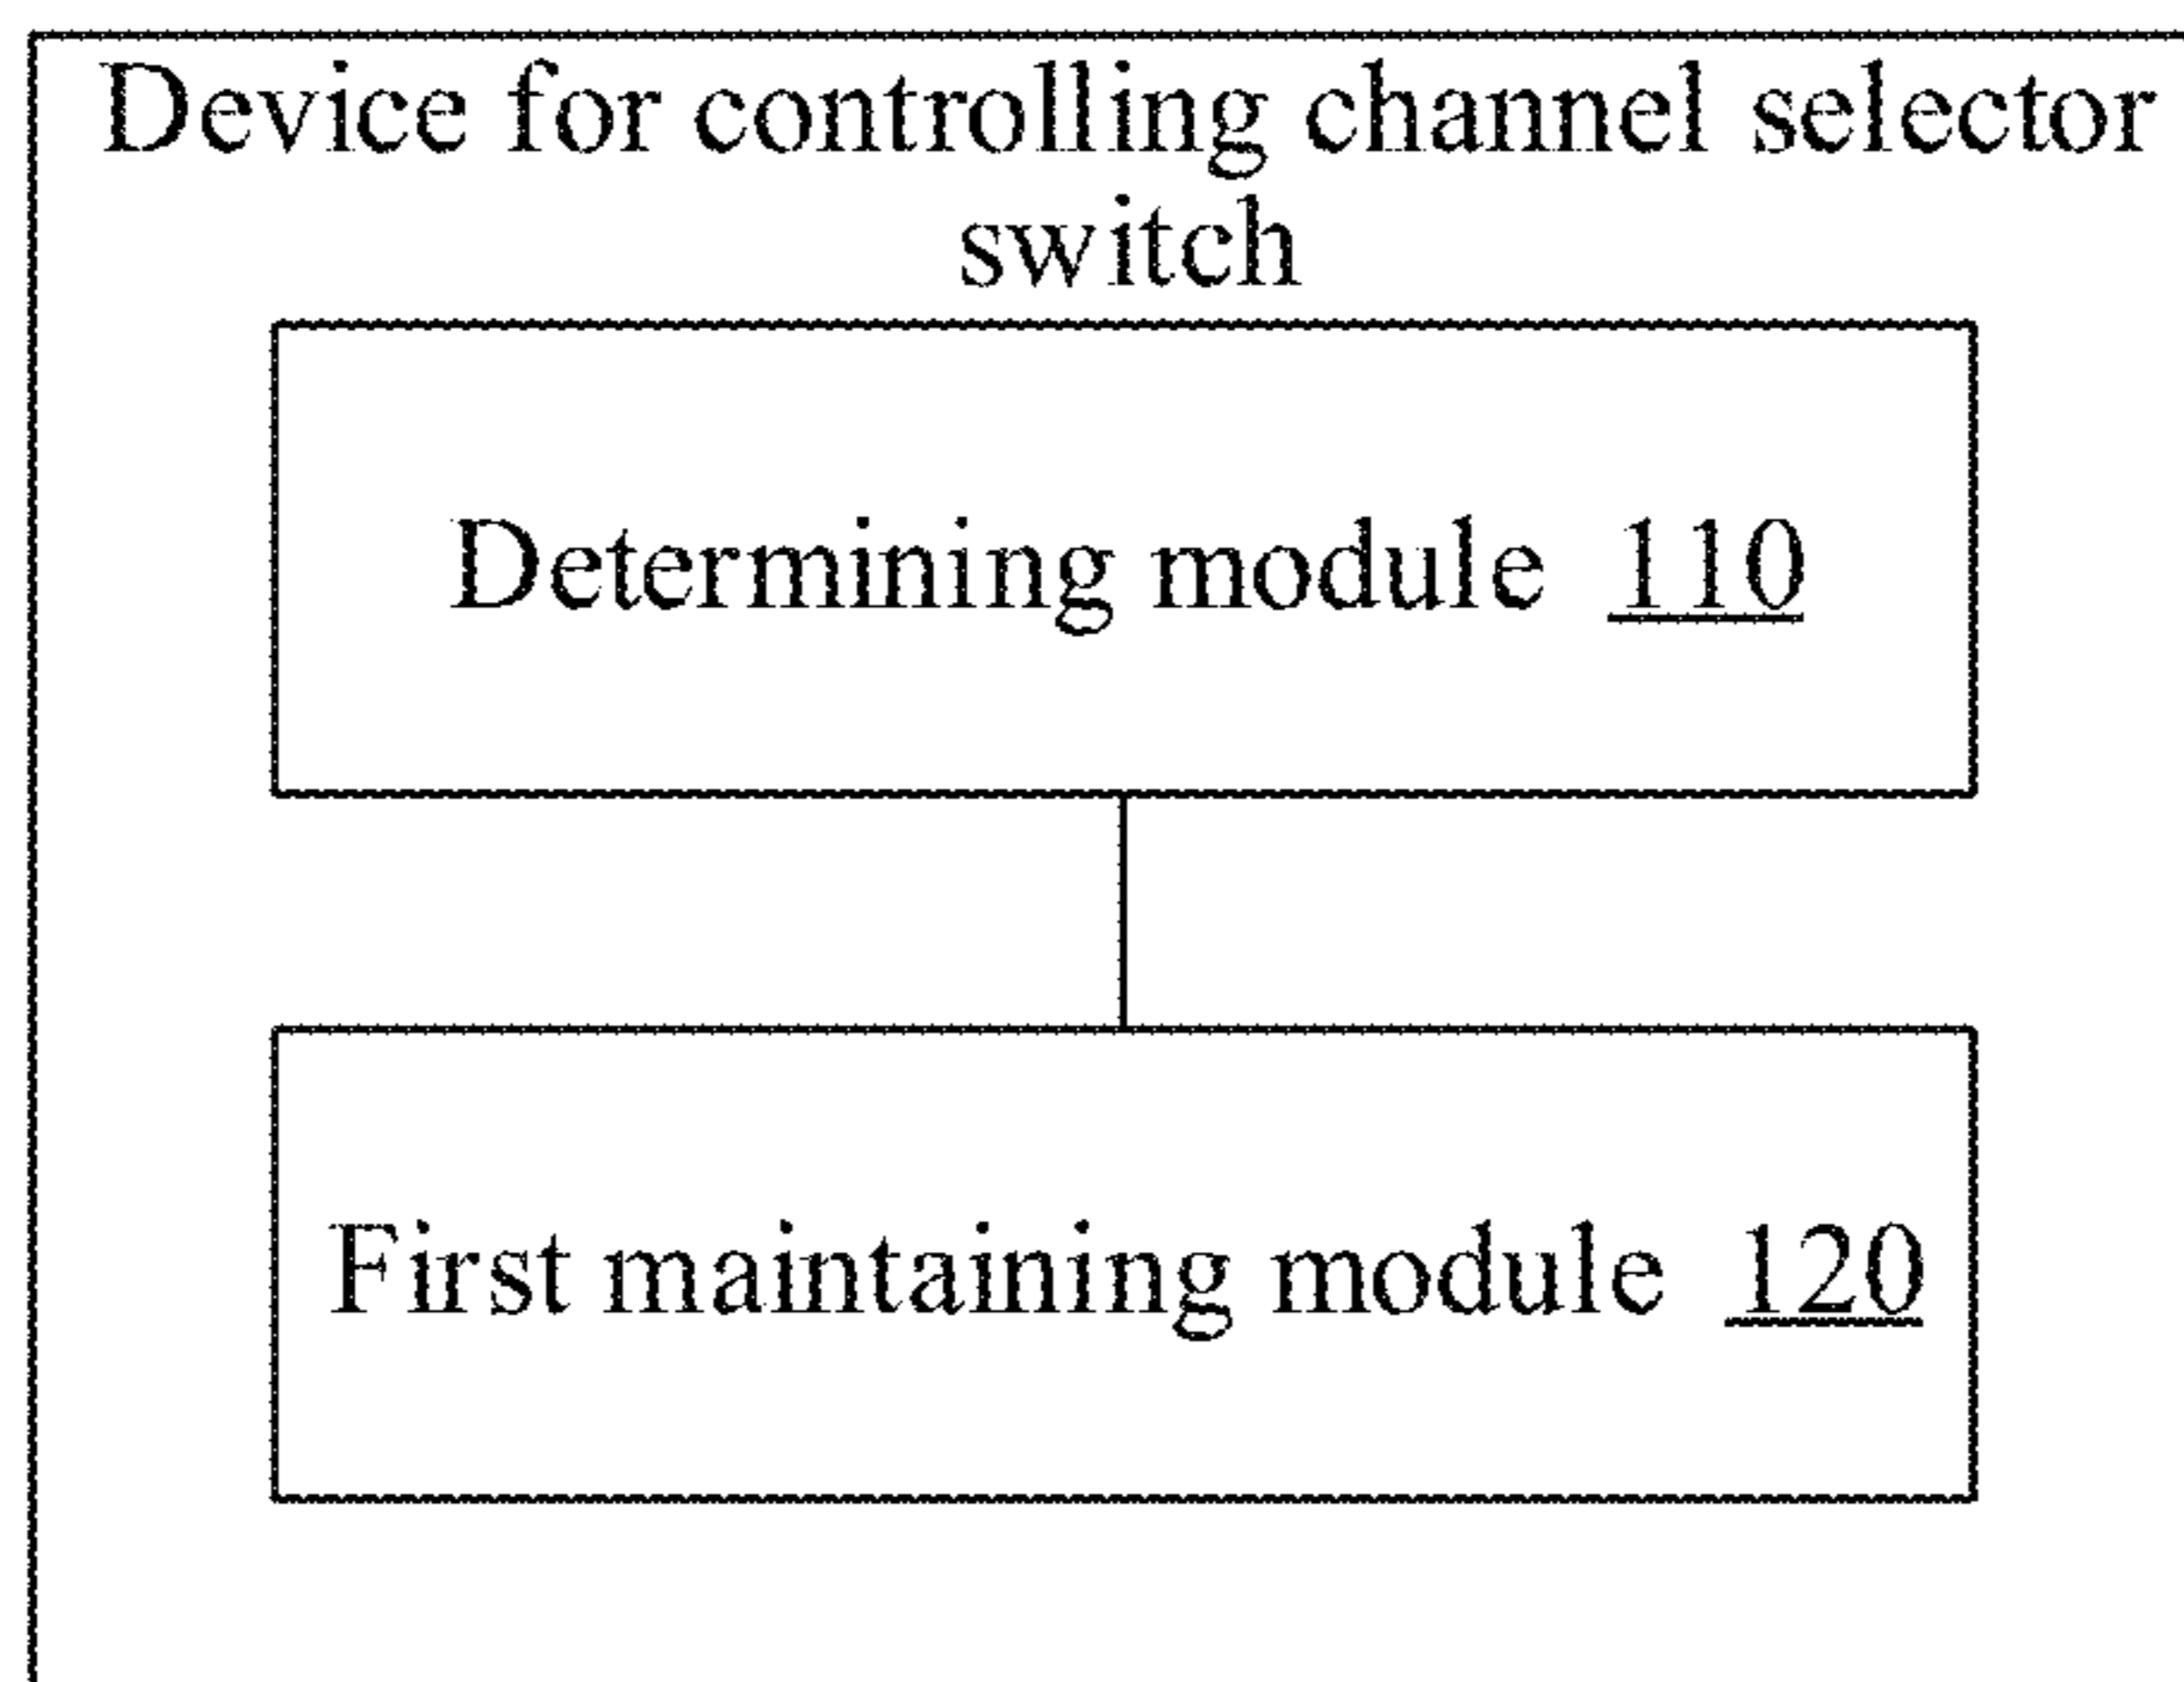 Device for controlling channel selector
switch
Determining module 110
First maintaining module 120